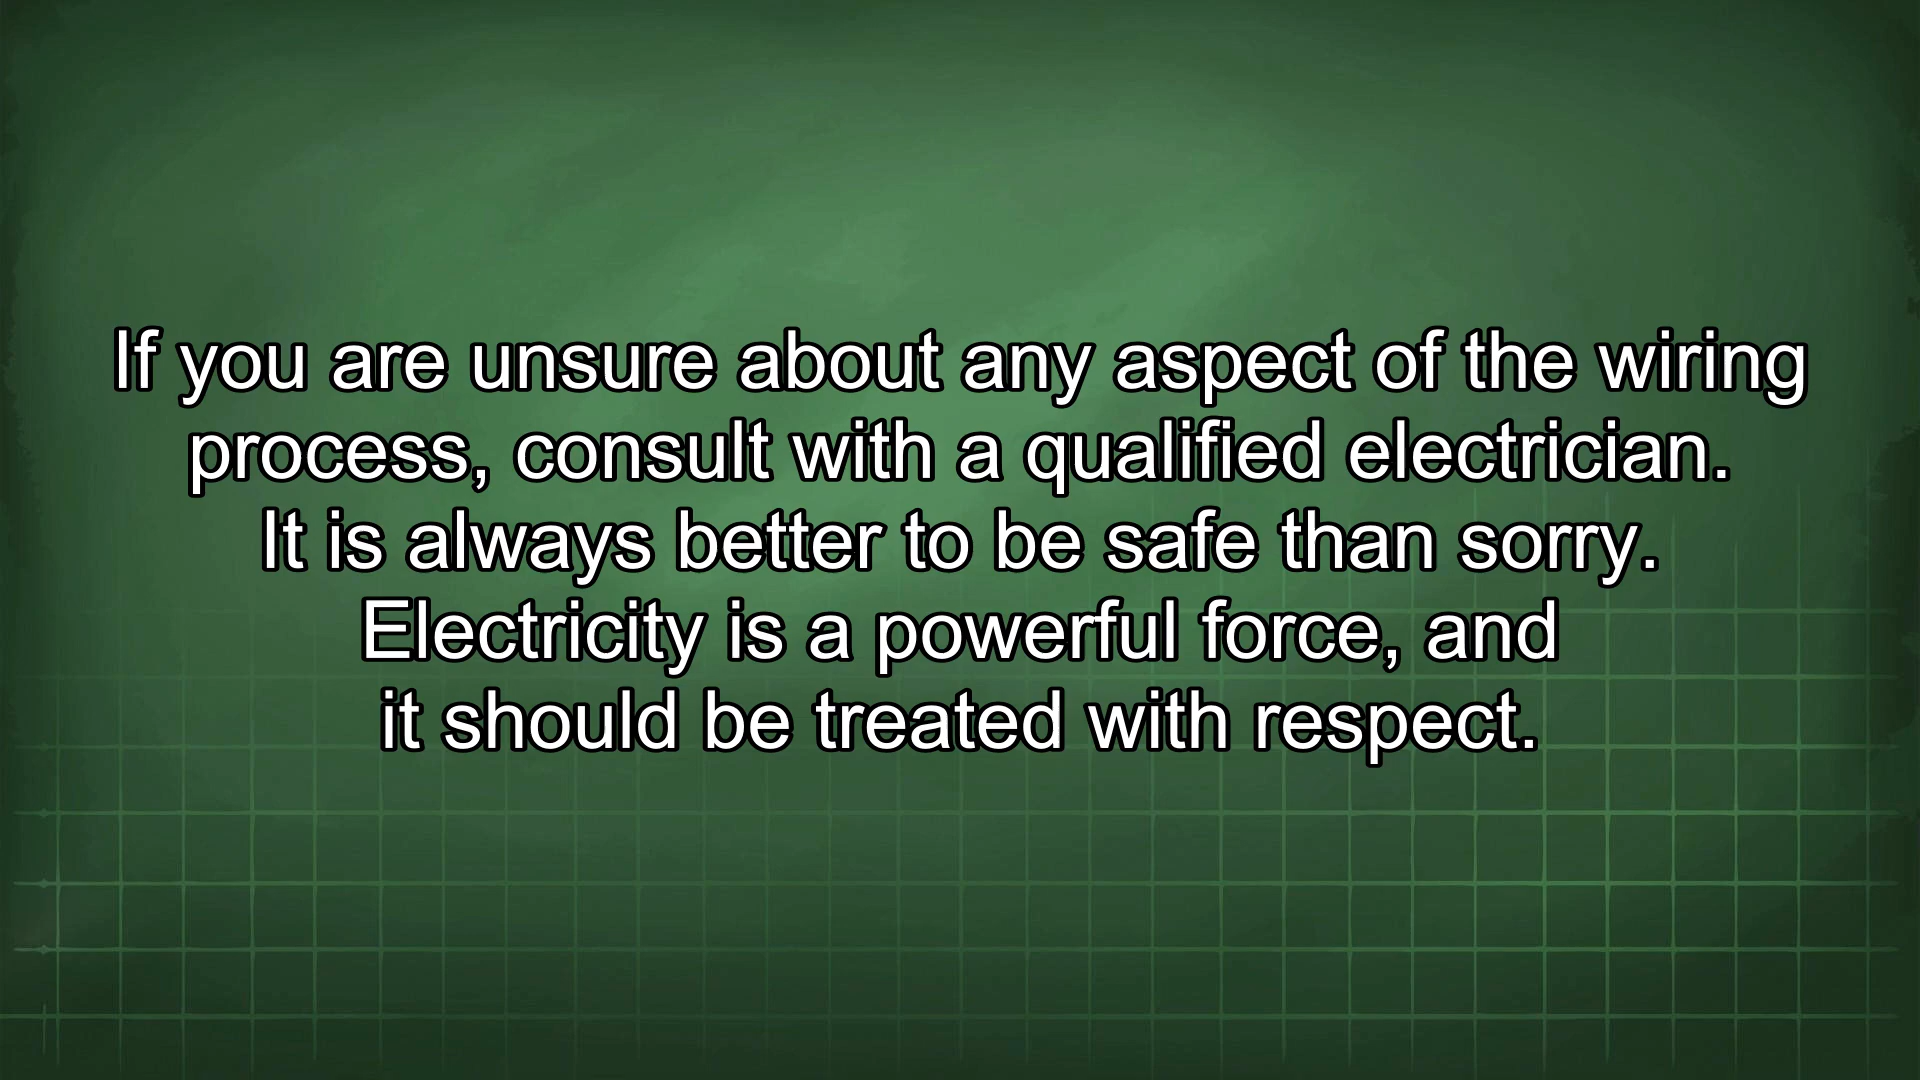 If you are unsure about any aspect of the wiring
process, consult with a qualified electrician.
It is always better to be safe than sorry.
Electricity is a powerful force, and
it should be treated with respect.